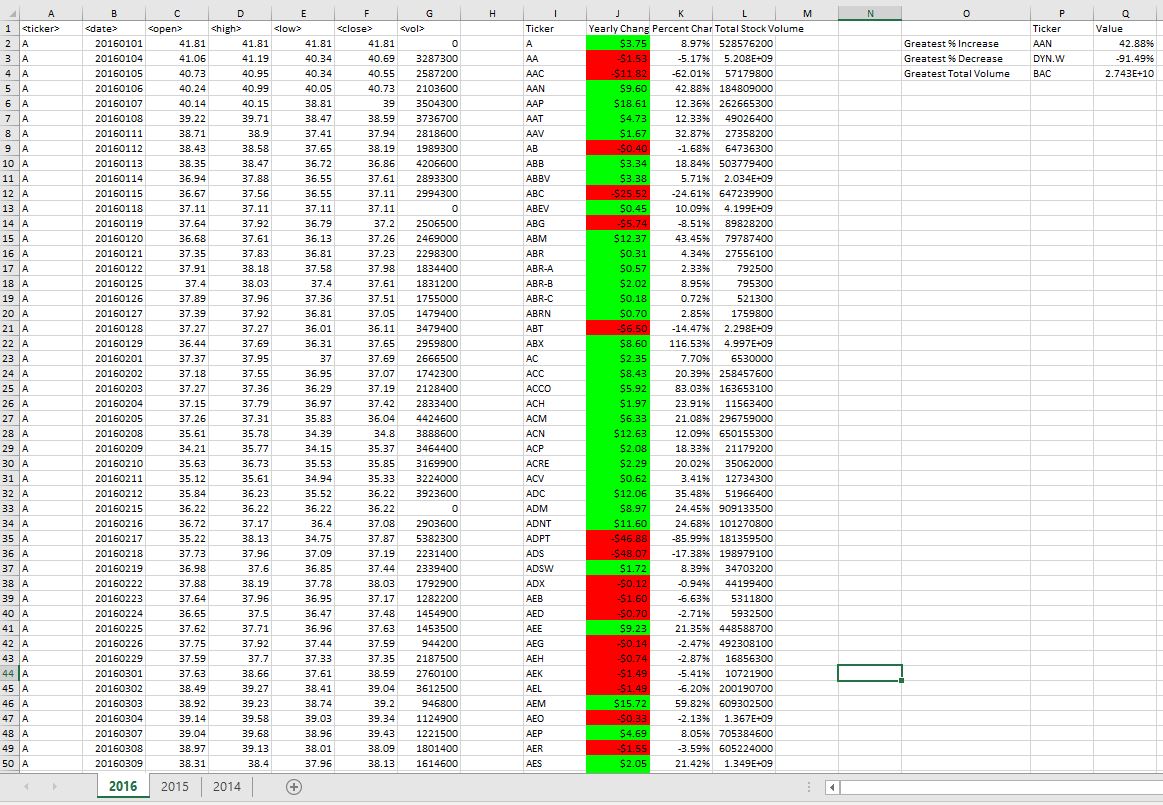 A B C D E F G H I J K L M N O P Q
1 <ticker> <date> <open> <high> <low> <close> <vol> Ticker Yearly Chang Percent Char Total Stock Volume Ticker Value
2 A 20160101 41.81 41.81 41.81 41.81 0 A $3.75 8.97% 528576200 Greatest % Increase AAN 42.88%
3 A 20160104 41.06 41.19 40.34 40.69 3287300 AA -$1.53 -5.17% 5.208E+09 Greatest % Decrease DYN.W -91.49%
4 A 20160105 40.73 40.95 40.34 40.55 2587200 AAC -$11.82 -62.01% 57179800 Greatest Total Volume BAC 2.743E+10
5 A 20160106 40.24 40.99 40.05 40.73 2103600 AAN $9.60 42.88% 184809000
6 A 20160107 40.14 40.15 38.81 39 3504300 AAP $18.61 12.36% 262665300
7 A 20160108 39.22 39.71 38.47 38.59 3736700 AAT $4.73 12.33% 49026400
8 A 20160111 38.71 38.9 37.41 37.94 2818600 AAV $1.67 32.87% 27358200
9 A 20160112 38.43 38.58 37.65 38.19 1989300 AB -$0.40 -1.68% 64736300
10 A 20160113 38.35 38.47 36.72 36.86 4206600 ABB $3.34 18.84% 503779400
11 A 20160114 36.94 37.88 36.55 37.61 2893300 ABBV $3.38 5.71% 2.034E+09
12 A 20160115 36.67 37.56 36.55 37.11 2994300 ABC -$25.52 -24.61% 647239900
13 A 20160118 37.11 37.11 37.11 37.11 0 ABEV $0.45 10.09% 4.199E+09
14 A 20160119 37.64 37.92 36.79 37.2 2506500 ABG -$5.74 -8.51% 89828200
15 A 20160120 36.68 37.61 36.13 37.26 2469000 ABM $12.37 43.45% 79787400
16 A 20160121 37.35 37.83 36.81 37.23 2298300 ABR $0.31 4.34% 27556100
17 A 20160122 37.91 38.18 37.58 37.98 1834400 ABR-A $0.57 2.33% 792500
18 A 20160125 37.4 38.03 37.4 37.61 1831200 ABR-B $2.02 8.95% 795300
19 A 20160126 37.89 37.96 37.36 37.51 1755000 ABR-C $0.18 0.72% 521300
20 A 20160127 37.39 37.92 36.81 37.05 1479400 ABRN $0.70 2.85% 1759800
21 A 20160128 37.27 37.27 36.01 36.11 3479400 ABT -$6.50 -14.47% 2.298E+09
22 A 20160129 36.44 37.69 36.31 37.65 2959800 ABX $8.60 116.53% 4.997E+09
23 A 20160201 37.37 37.95 37 37.69 2666500 AC $2.35 7.70% 6530000
24 A 20160202 37.18 37.55 36.95 37.07 1742300 ACC $8.43 20.39% 258457600
25 A 20160203 37.27 37.36 36.29 37.19 2128400 ACCO $5.92 83.03% 163653100
26 A 20160204 37.15 37.79 36.97 37.42 2833400 ACH $1.97 23.91% 11563400
27 A 20160205 37.26 37.31 35.83 36.04 4424600 ACM $6.33 21.08% 296759000
28 A 20160208 35.61 35.78 34.39 34.8 3888600 ACN $12.63 12.09% 650155300
29 A 20160209 34.21 35.77 34.15 35.37 3464400 ACP $2.08 18.33% 21179200
30 A 20160210 35.63 36.73 35.53 35.85 3169900 ACRE $2.29 20.02% 35062000
31 A 20160211 35.12 35.61 34.94 35.33 3224000 ACV $0.62 3.41% 12734300
32 A 20160212 35.84 36.23 35.52 36.22 3923600 ADC $12.06 35.48% 51966400
33 A 20160215 36.22 36.22 36.22 36.22 0 ADM $8.97 24.45% 909133500
34 A 20160216 36.72 37.17 36.4 37.08 2903600 ADNT $11.60 24.68% 101270800
35 A 20160217 35.22 38.13 34.75 37.87 5382300 ADPT -$46.88 -85.99% 181359500
36 A 20160218 37.73 37.96 37.09 37.19 2231400 ADS -$48.07 -17.38% 198979100
37 A 20160219 36.98 37.6 36.85 37.44 2339400 ADSW $1.72 8.39% 34703200
38 A 20160222 37.88 38.19 37.78 38.03 1792900 ADX -$0.12 -0.94% 44199400
39 A 20160223 37.64 37.96 36.95 37.17 1282200 AEB -$1.60 -6.63% 5311800
40 A 20160224 36.65 37.5 36.47 37.48 1454900 AED -$0.70 -2.71% 5932500
41 A 20160225 37.62 37.71 36.96 37.63 1453500 AEE $9.23 21.35% 448588700
42 A 20160226 37.75 37.92 37.44 37.59 944200 AEG -$0.14 -2.47% 492308100
43 A 20160229 37.59 37.7 37.33 37.35 2187500 AEH -$0.74 -2.87% 16856300
44 A 20160301 37.63 38.66 37.61 38.59 2760100 AEK -$1.49 -5.41% 10721900
45 A 20160302 38.49 39.27 38.41 39.04 3612500 AEL -$1.49 -6.20% 200190700
46 A 20160303 38.92 39.23 38.74 39.2 946800 AEM $15.72 59.82% 609302500
47 A 20160304 39.14 39.58 39.03 39.34 1124900 AEO -$0.33 -2.13% 1.367E+09
48 A 20160307 39.04 39.68 38.96 39.43 1221500 AEP $4.69 8.05% 705384600
49 A 20160308 38.97 39.13 38.01 38.09 1801400 AER -$1.55 -3.59% 605224000
50 A 20160309 38.31 38.4 37.96 38.13 1614600 AES $2.05 21.42% 1.349E+09
2016 2015 2014